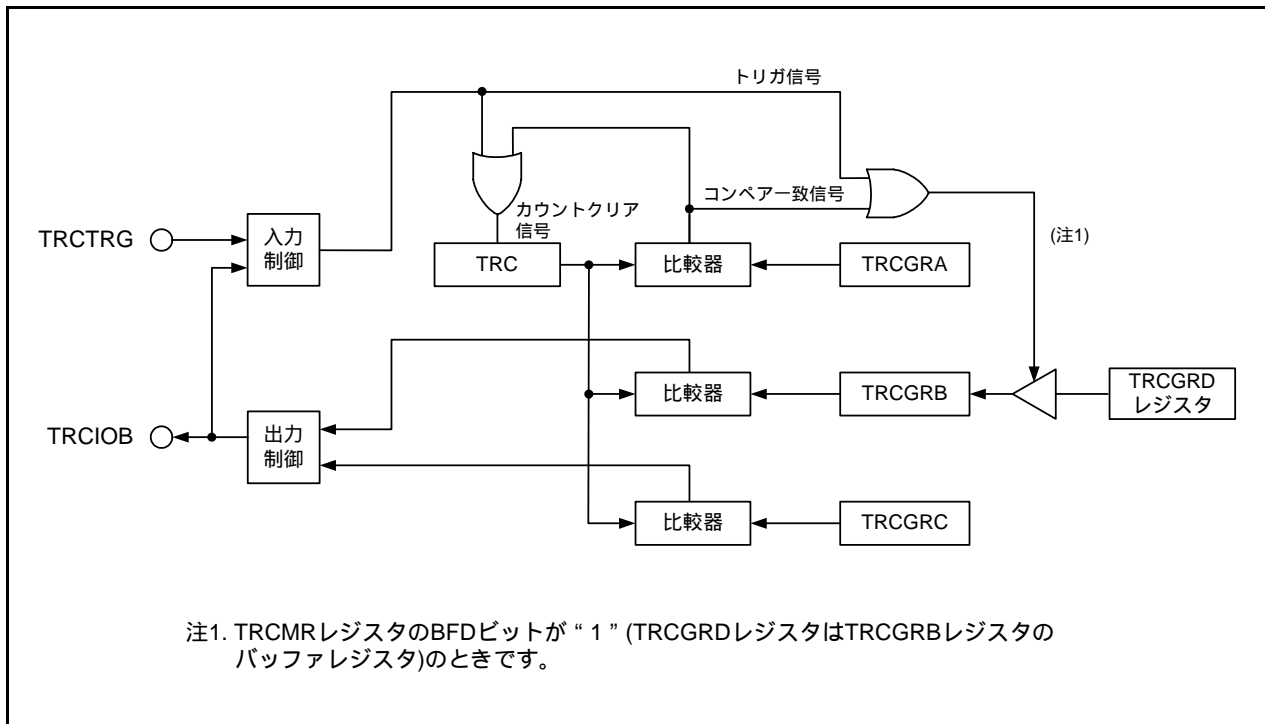 トリガ信号
コンペア一致信号
カウントクリア
信号
(注1)
TRCTRG
入力
制御
TRC
比較器
TRCGRA
比較器
TRCGRB
TRCGRD
レジスタ
TRCIOB
出力
制御
比較器
TRCGRC
注1. TRCMRレジスタのBFDビットが “ 1 ” (TRCGRDレジスタはTRCGRBレジスタの
バッファレジスタ)のときです。